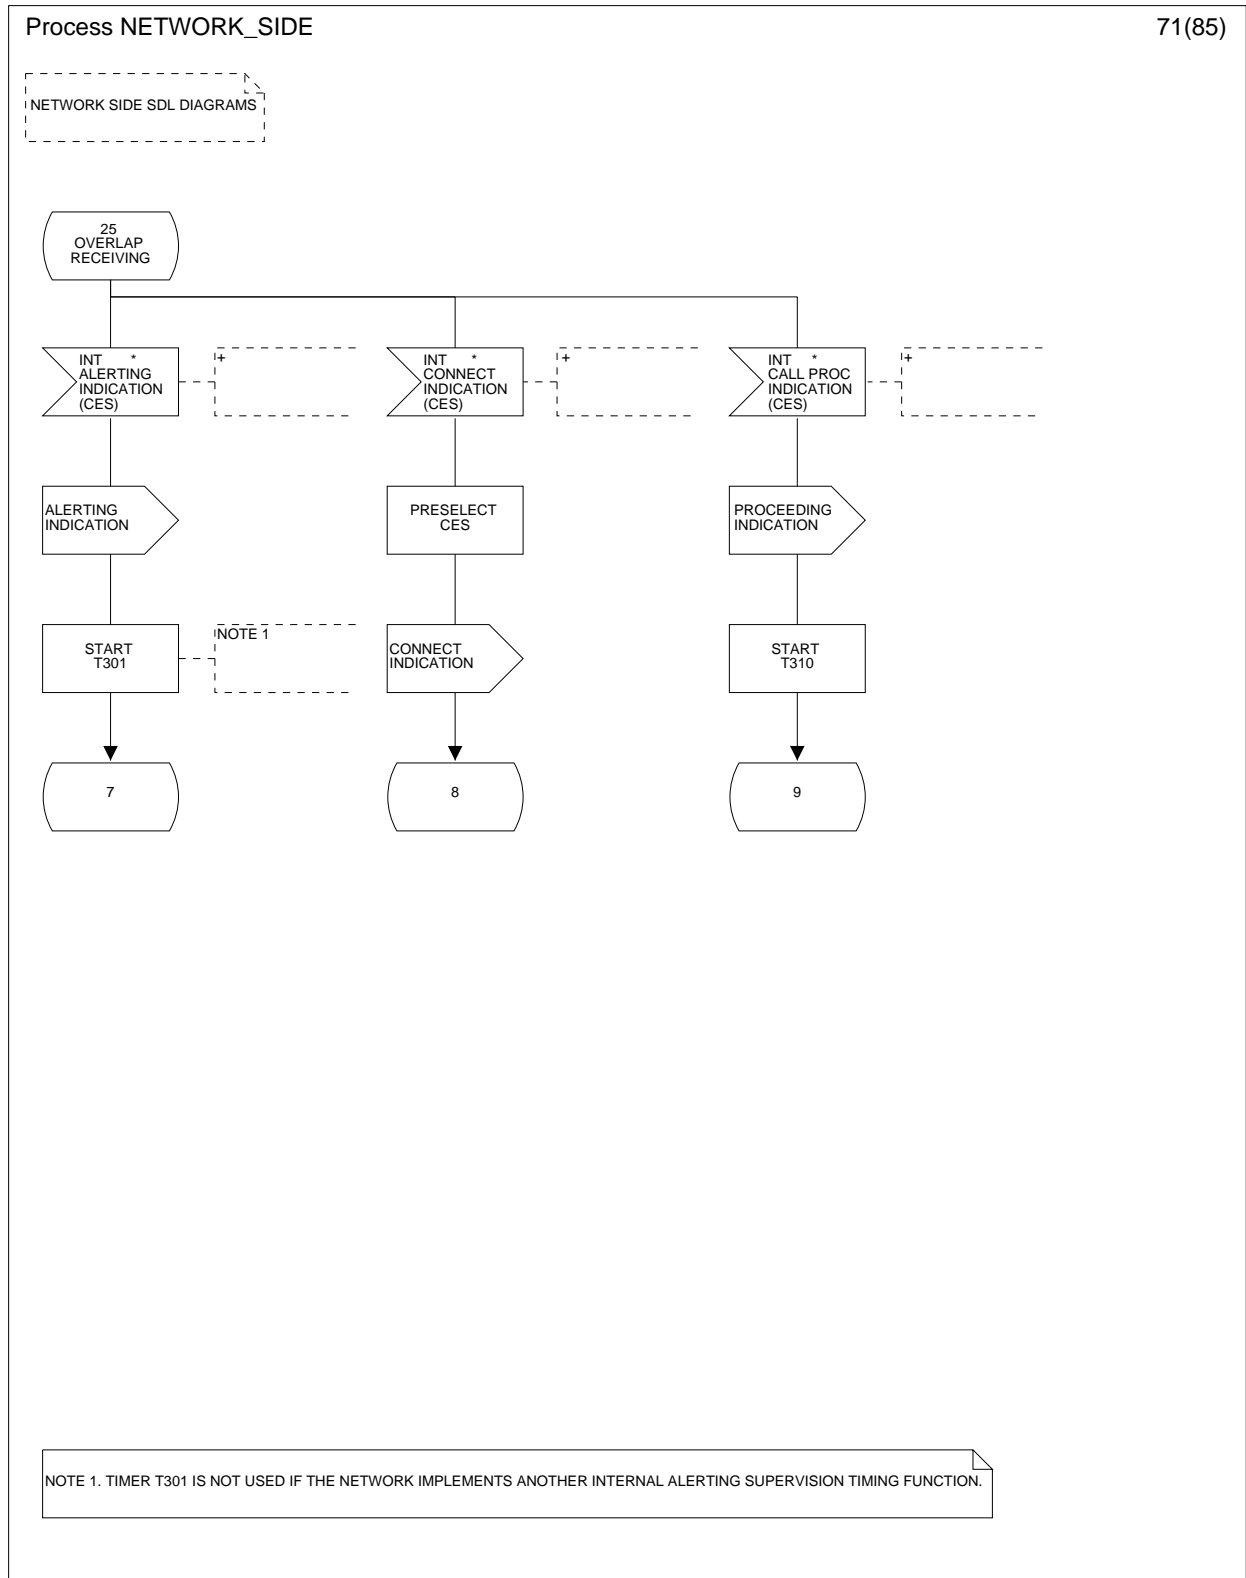 Process NETWORK_SIDE
71(85)
NETWORK SIDE SDL DIAGRAMS
25
OVERLAP
RECEIVING
INT *
ALERTING
INDICATION
(CES)
+
INT *
CONNECT
INDICATION
(CES)
+
INT *
CALL PROC
INDICATION
(CES)
+
ALERTING
INDICATION
PRESELECT
CES
PROCEEDING
INDICATION
START
T301
NOTE 1
CONNECT
INDICATION
START
T310
7
8
9
NOTE 1. TIMER T301 IS NOT USED IF THE NETWORK IMPLEMENTS ANOTHER INTERNAL ALERTING SUPERVISION TIMING FUNCTION.